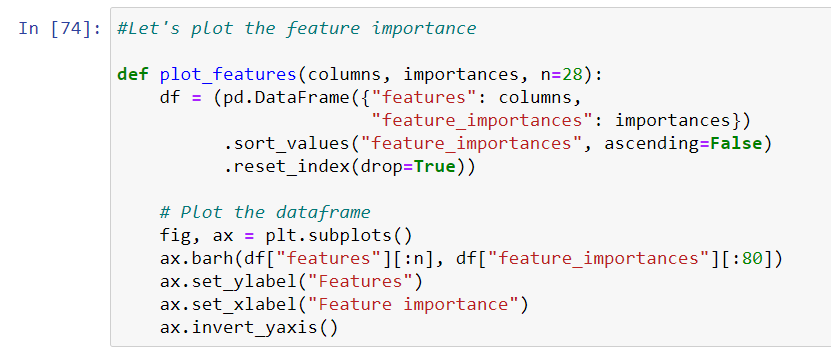 In [74]: #Let's plot the feature importance
def plot_features(columns, importances, n=28):
    df = (pd.DataFrame({"features": columns,
                        "feature_importances": importances})
          .sort_values("feature_importances", ascending=False)
          .reset_index(drop=True))
    # Plot the dataframe
    fig, ax = plt.subplots()
    ax.barh(df["features"][:n], df["feature_importances"][:80])
    ax.set_ylabel("Features")
    ax.set_xlabel("Feature importance")
    ax.invert_yaxis()